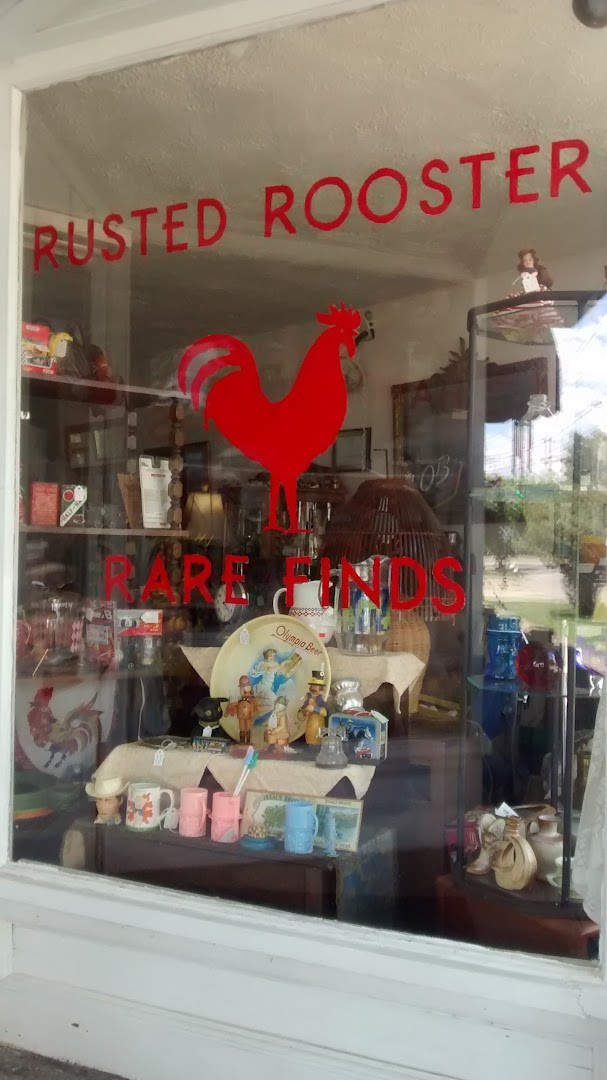 RUSTED ROOSTER
RARE FINDS
Olympia Beer